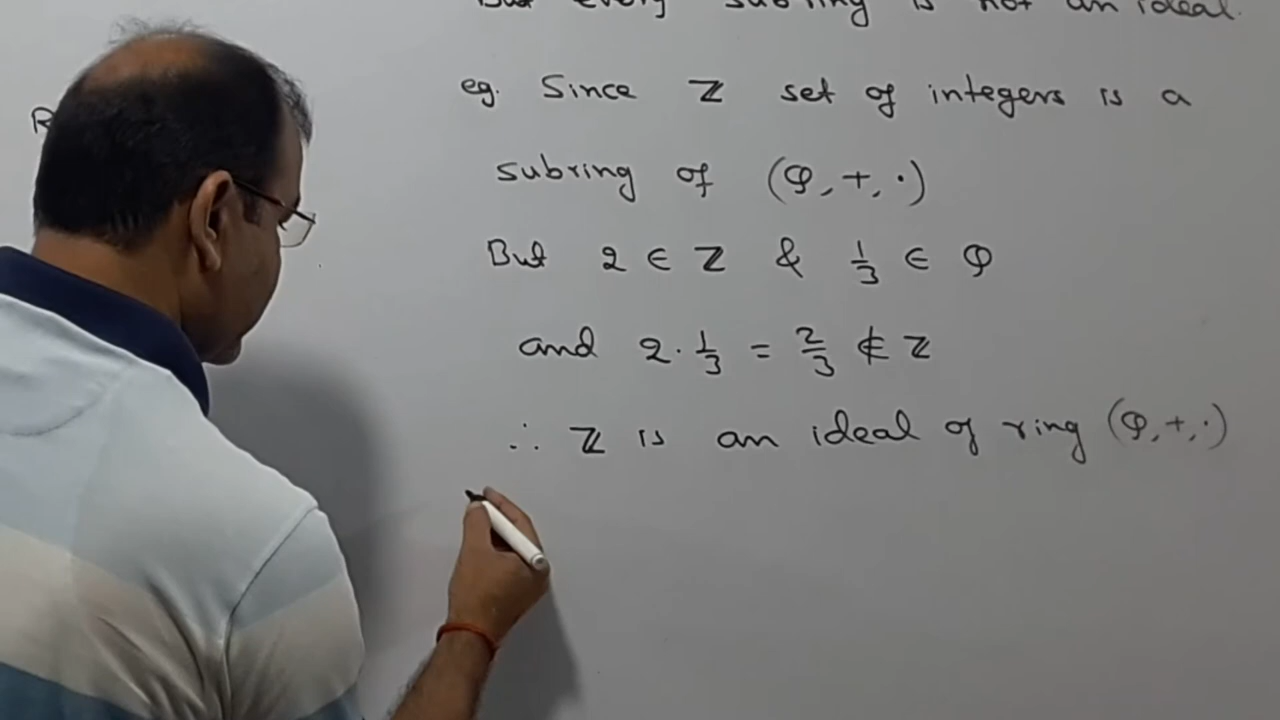 But every subring is not an ideal.
eg. Since ℤ set of integers is a
R
subring of (Q, +, ·)
But 2 ∈ ℤ & 1/3 ∈ Q
and 2 · 1/3 = 2/3 ∉ ℤ
∴ ℤ is an ideal of ring (Q, +, ·)